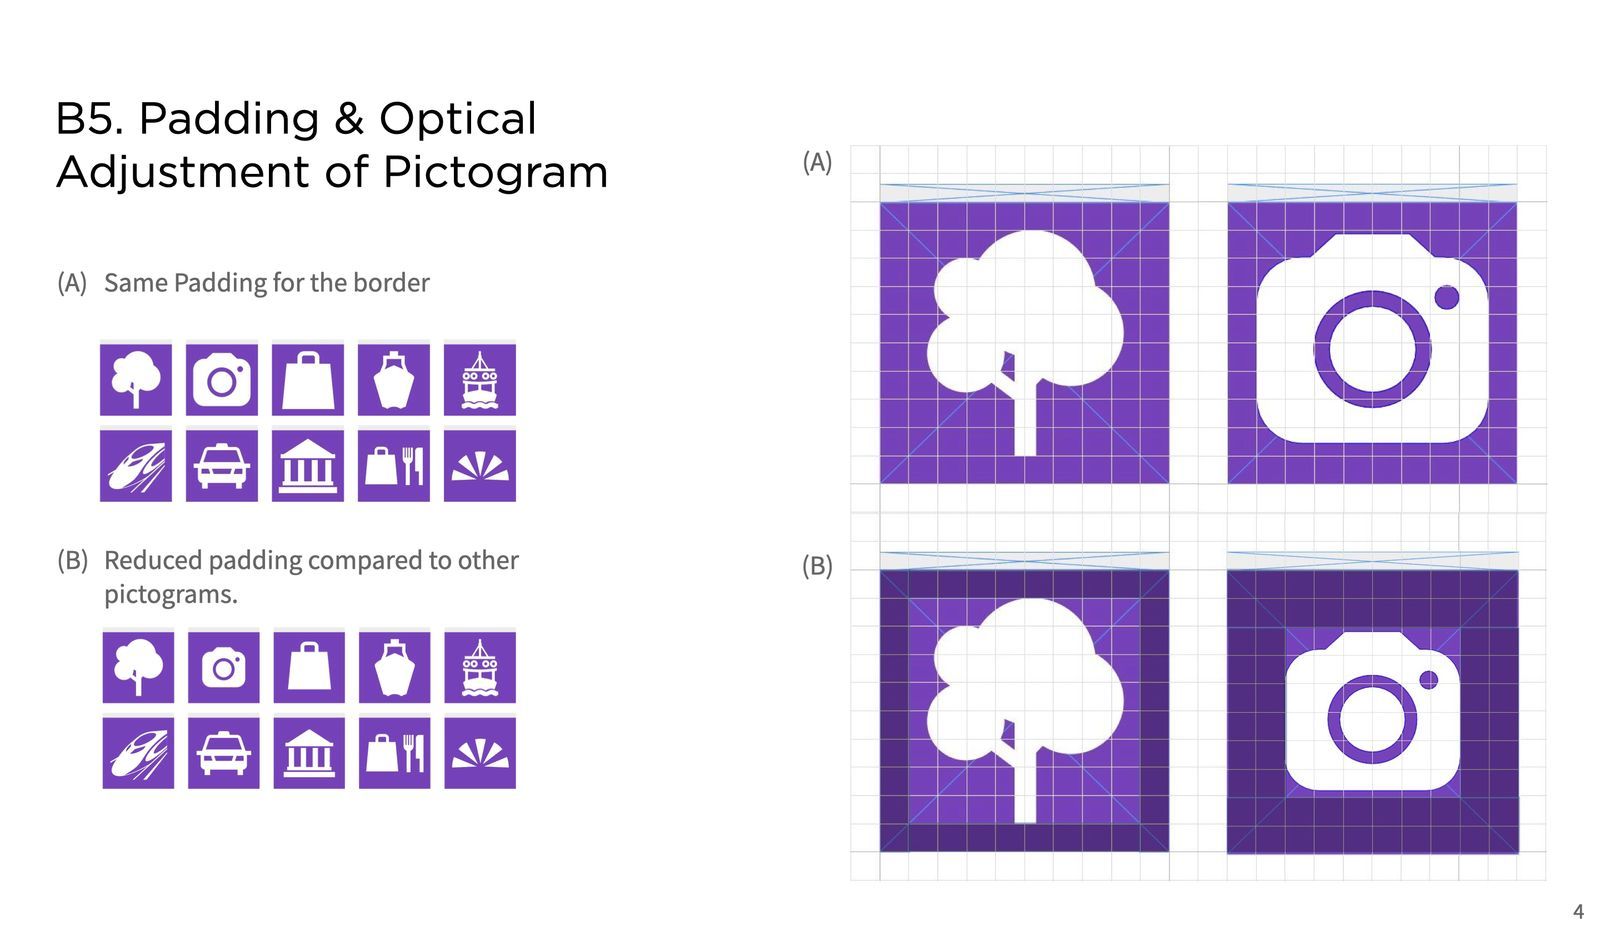 B5. Padding & Optical
Adjustment of Pictogram
(A) Same Padding for the border
(B) Reduced padding compared to other
pictograms.
(A)
(B)
4